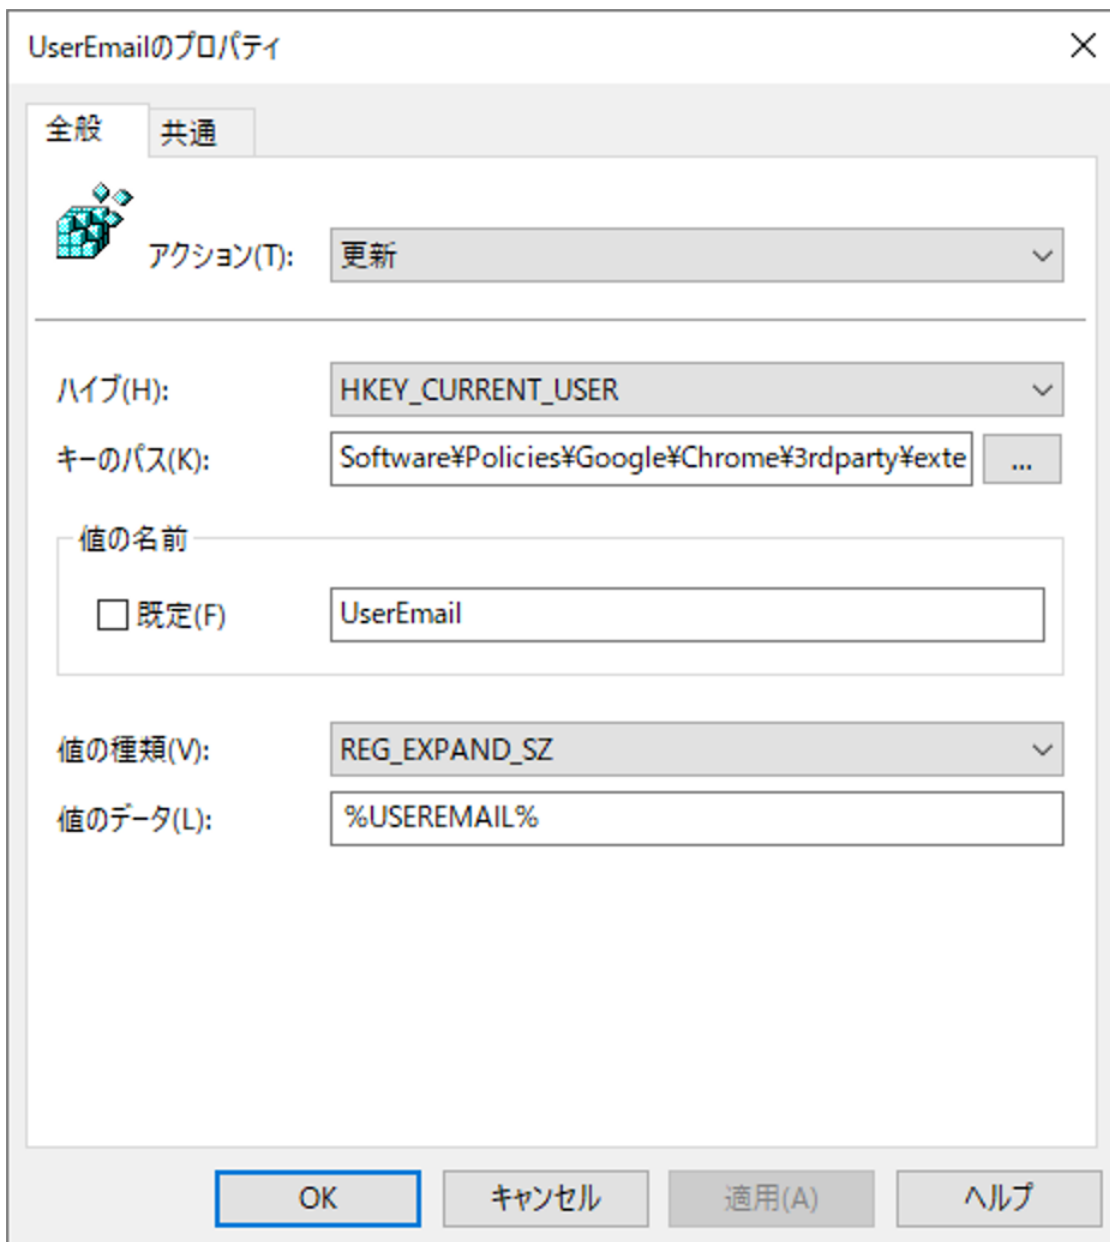 UserEmailのプロパティ
全般
共通
アクション(T):
更新
ハイブ(H):
HKEY_CURRENT_USER
キーのパス(K):
Software¥Policies¥Google¥Chrome¥3rdparty¥exte
...
値の名前
既定(F)
UserEmail
値の種類(V):
REG_EXPAND_SZ
値のデータ(L):
%USEREMAIL%
OK
キャンセル
適用(A)
ヘルプ